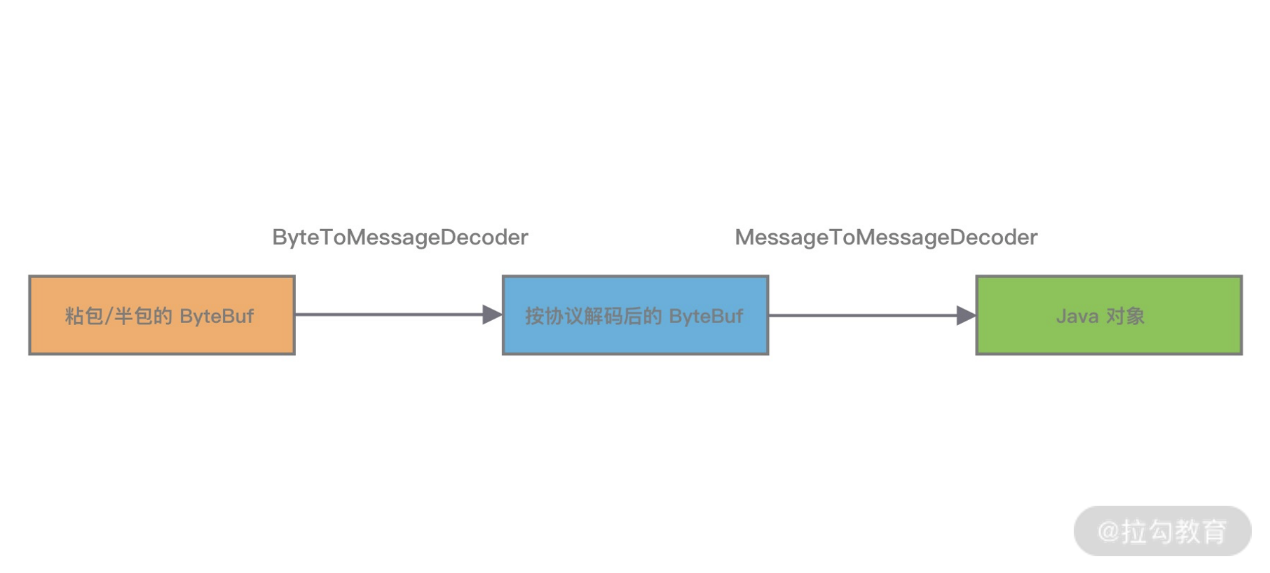 ByteToMessageDecoder
MessageToMessageDecoder
粘包/半包的 ByteBuf
按协议解码后的 ByteBuf
Java 对象
@拉勾教育